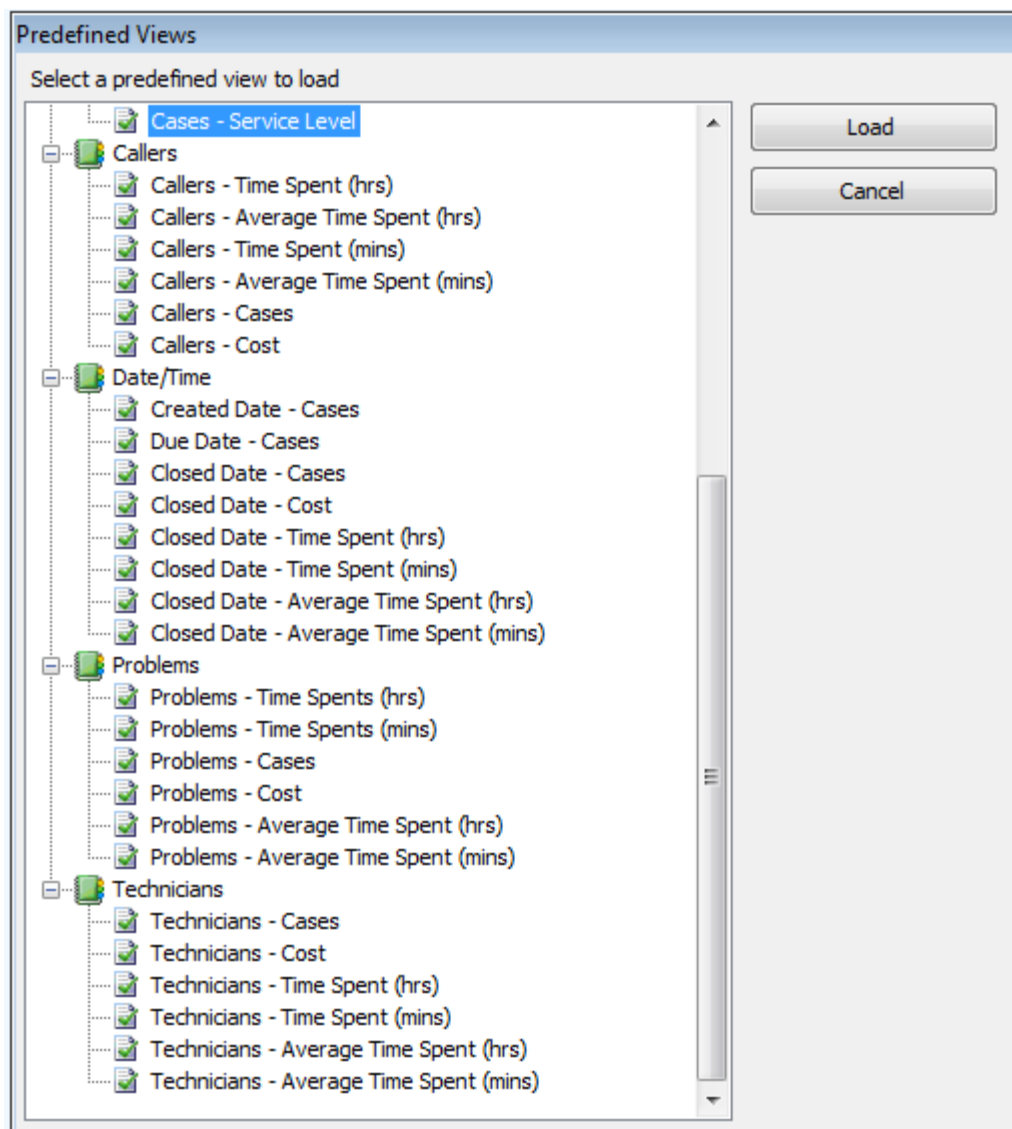 Predefined Views
Select a predefined view to load
Cases - Service Level
Load
Callers
Callers - Time Spent (hrs)
Cancel
Callers - Average Time Spent (hrs)
Callers - Time Spent (mins)
Callers - Average Time Spent (mins)
Callers - Cases
Callers - Cost
Date/Time
Created Date - Cases
Due Date - Cases
Closed Date - Cases
Closed Date - Cost
Closed Date - Time Spent (hrs)
Closed Date - Time Spent (mins)
Closed Date - Average Time Spent (hrs)
Closed Date - Average Time Spent (mins)
Problems
Problems - Time Spents (hrs)
Problems - Time Spents (mins)
Problems - Cases
Problems - Cost
Problems - Average Time Spent (hrs)
Problems - Average Time Spent (mins)
Technicians
Technicians - Cases
Technicians - Cost
Technicians - Time Spent (hrs)
Technicians - Time Spent (mins)
Technicians - Average Time Spent (hrs)
Technicians - Average Time Spent (mins)